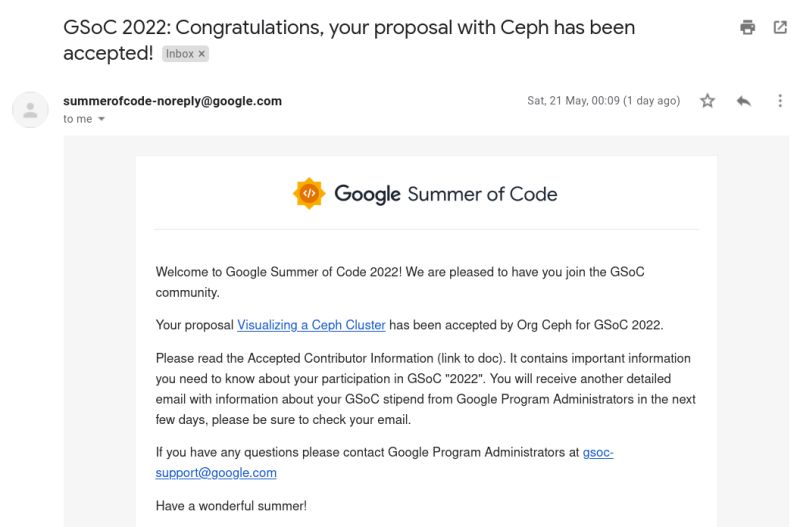 GSoC 2022: Congratulations, your proposal with Ceph has been
accepted! Inbox ×
summerofcode-noreply@google.com Sat, 21 May, 00:09 (1 day ago)
to me
Google Summer of Code
Welcome to Google Summer of Code 2022! We are pleased to have you join the GSoC
community.
Your proposal Visualizing a Ceph Cluster has been accepted by Org Ceph for GSoC 2022.
Please read the Accepted Contributor Information (link to doc). It contains important information
you need to know about your participation in GSoC "2022". You will receive another detailed
email with information about your GSoC stipend from Google Program Administrators in the next
few days, please be sure to check your email.
If you have any questions please contact Google Program Administrators at gsoc-
support@google.com
Have a wonderful summer!